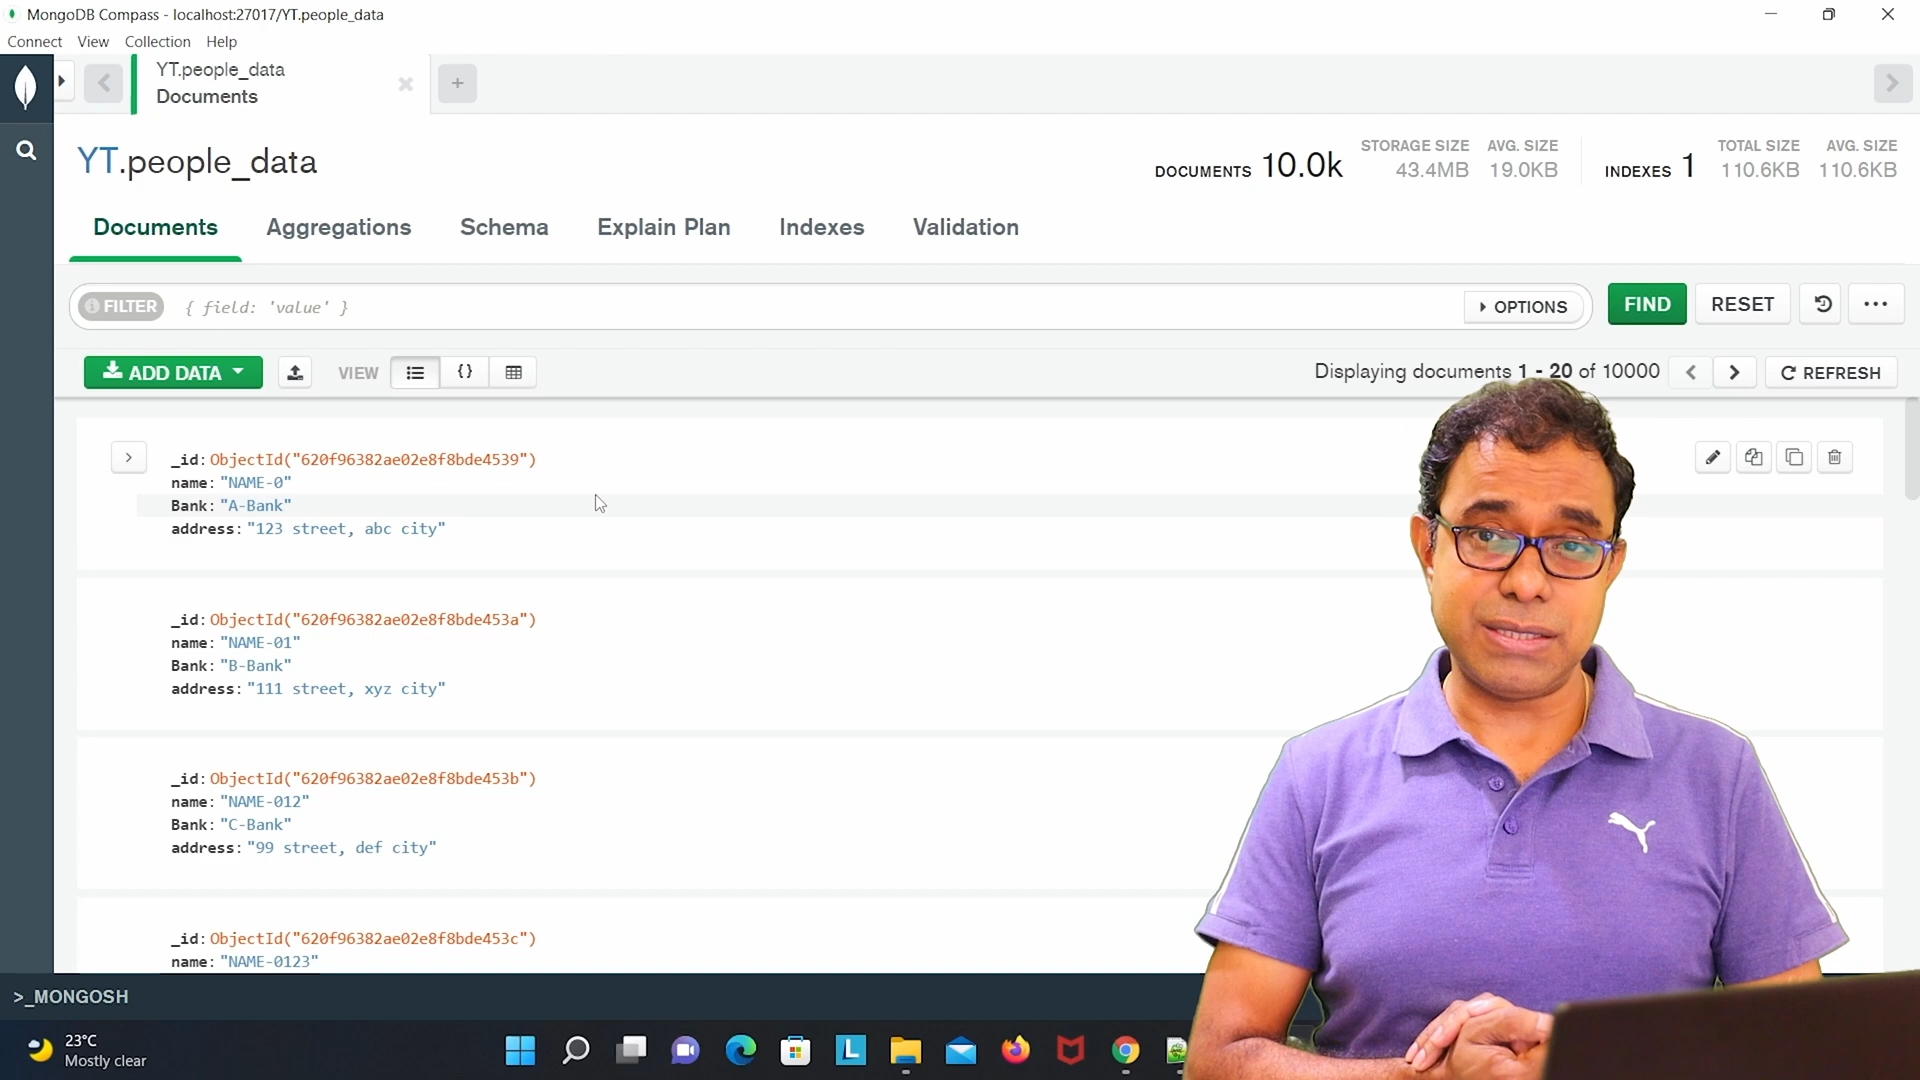 MongoDB Compass - localhost:27017/YT.people_data
Connect View Collection Help
YT.people_data
Documents
YT.people_data
DOCUMENTS 10.0k
STORAGE SIZE
43.4MB
AVG. SIZE
19.0KB
INDEXES 1
TOTAL SIZE
110.6KB
AVG. SIZE
110.6KB
Documents Aggregations Schema Explain Plan Indexes Validation
FILTER { field: 'value' } OPTIONS FIND RESET
ADD DATA VIEW {} Displaying documents 1 - 20 of 10000 REFRESH
_id: ObjectId("620f96382ae02e8f8bde4539")
name: "NAME-0"
Bank: "A-Bank"
address: "123 street, abc city"
_id: ObjectId("620f96382ae02e8f8bde453a")
name: "NAME-01"
Bank: "B-Bank"
address: "111 street, xyz city"
_id: ObjectId("620f96382ae02e8f8bde453b")
name: "NAME-012"
Bank: "C-Bank"
address: "99 street, def city"
_id: ObjectId("620f96382ae02e8f8bde453c")
name: "NAME-0123"
>_MONGOSH
23°C
Mostly clear
L